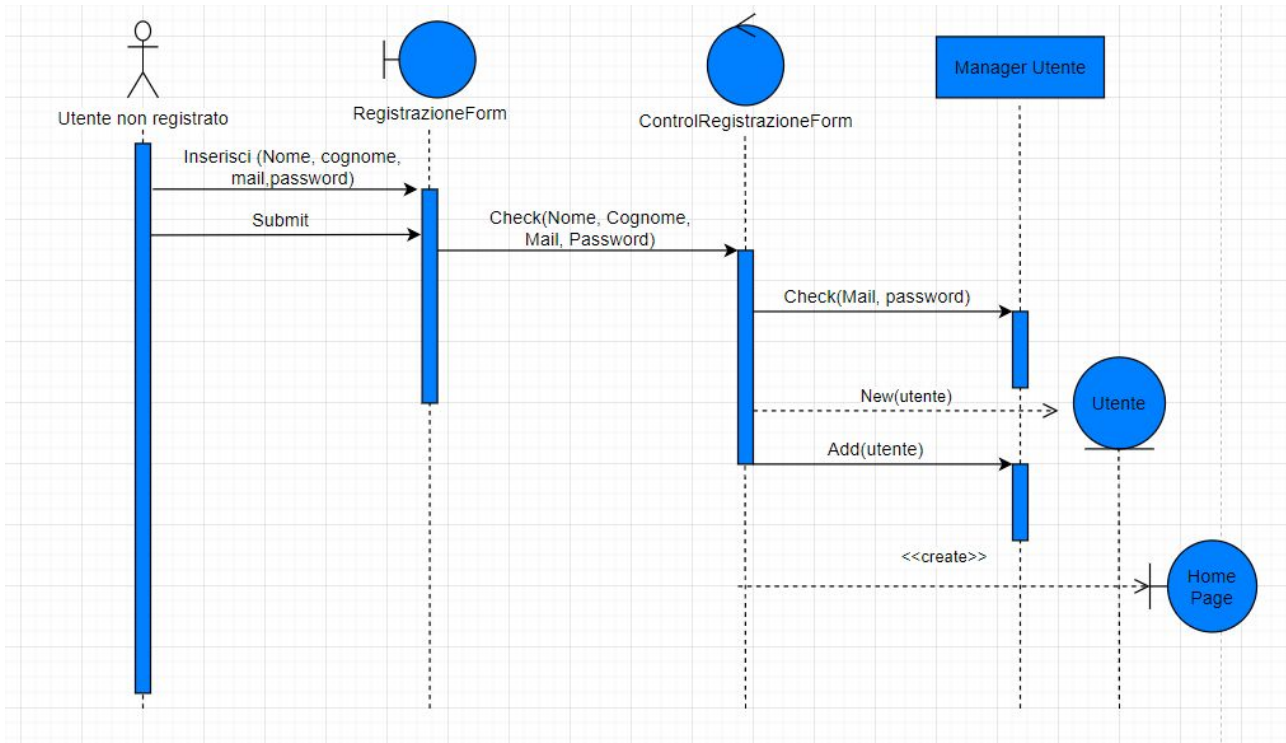 Manager Utente
Utente non registrato
RegistrazioneForm
ControlRegistrazioneForm
Inserisci (Nome, cognome,
mail,password)
Submit
Check(Nome, Cognome,
Mail, Password)
Check(Mail, password)
New(utente)
Utente
Add(utente)
<<create>>
Home
Page